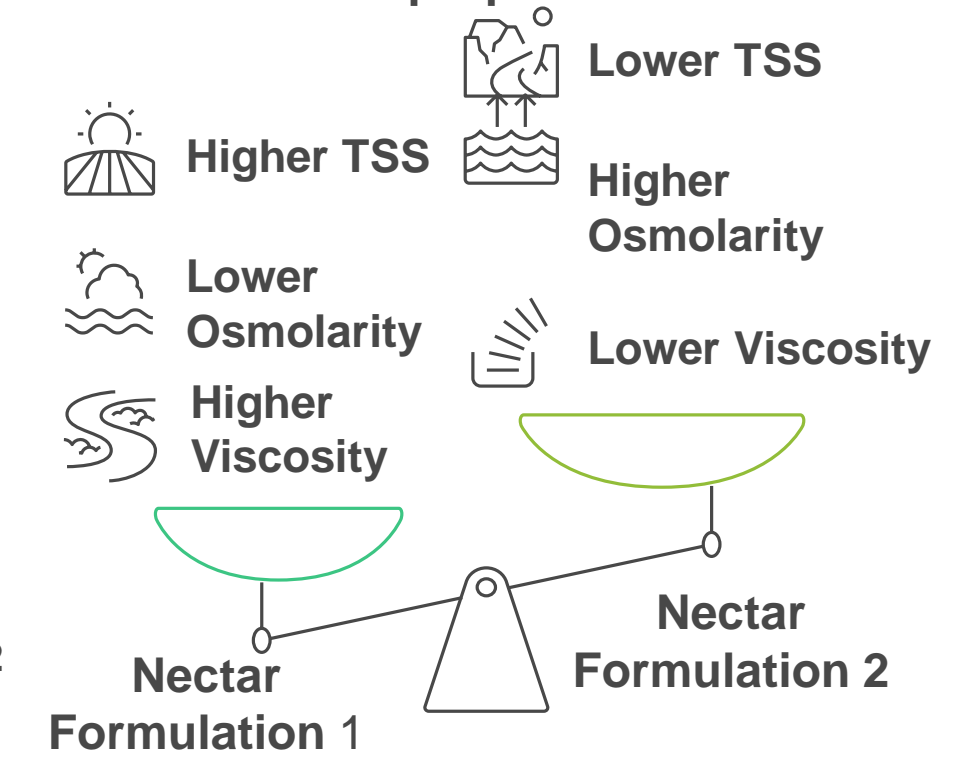 Lower TSS
Higher TSS
Higher
Osmolarity
Lower
Osmolarity
Lower Viscosity
Higher
Viscosity
Nectar
Formulation 2
Nectar
Formulation 1